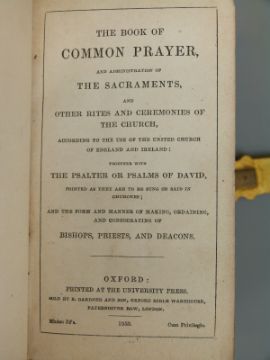 THE BOOK OF
COMMON PRAYER,
AND ADMINISTRATION OF
THE SACRAMENTS,
AND
OTHER RITES AND CEREMONIES OF
THE CHURCH,
ACCORDING TO THE USE OF THE UNITED CHURCH
OF ENGLAND AND IRELAND:
TOGETHER WITH
THE PSALTER OR PSALMS OF DAVID,
POINTED AS THEY ARE TO BE SUNG OR SAID IN
CHURCHES;
AND THE FORM AND MANNER OF MAKING, ORDAINING,
AND CONSECRATING OF
BISHOPS, PRIESTS, AND DEACONS.
OXFORD:
PRINTED AT THE UNIVERSITY PRESS.
SOLD BY E. GARDNER AND SON, OXFORD BIBLE WAREHOUSE,
PATERNOSTER ROW, LONDON;
Minion 32º.
Cum Privilegio.